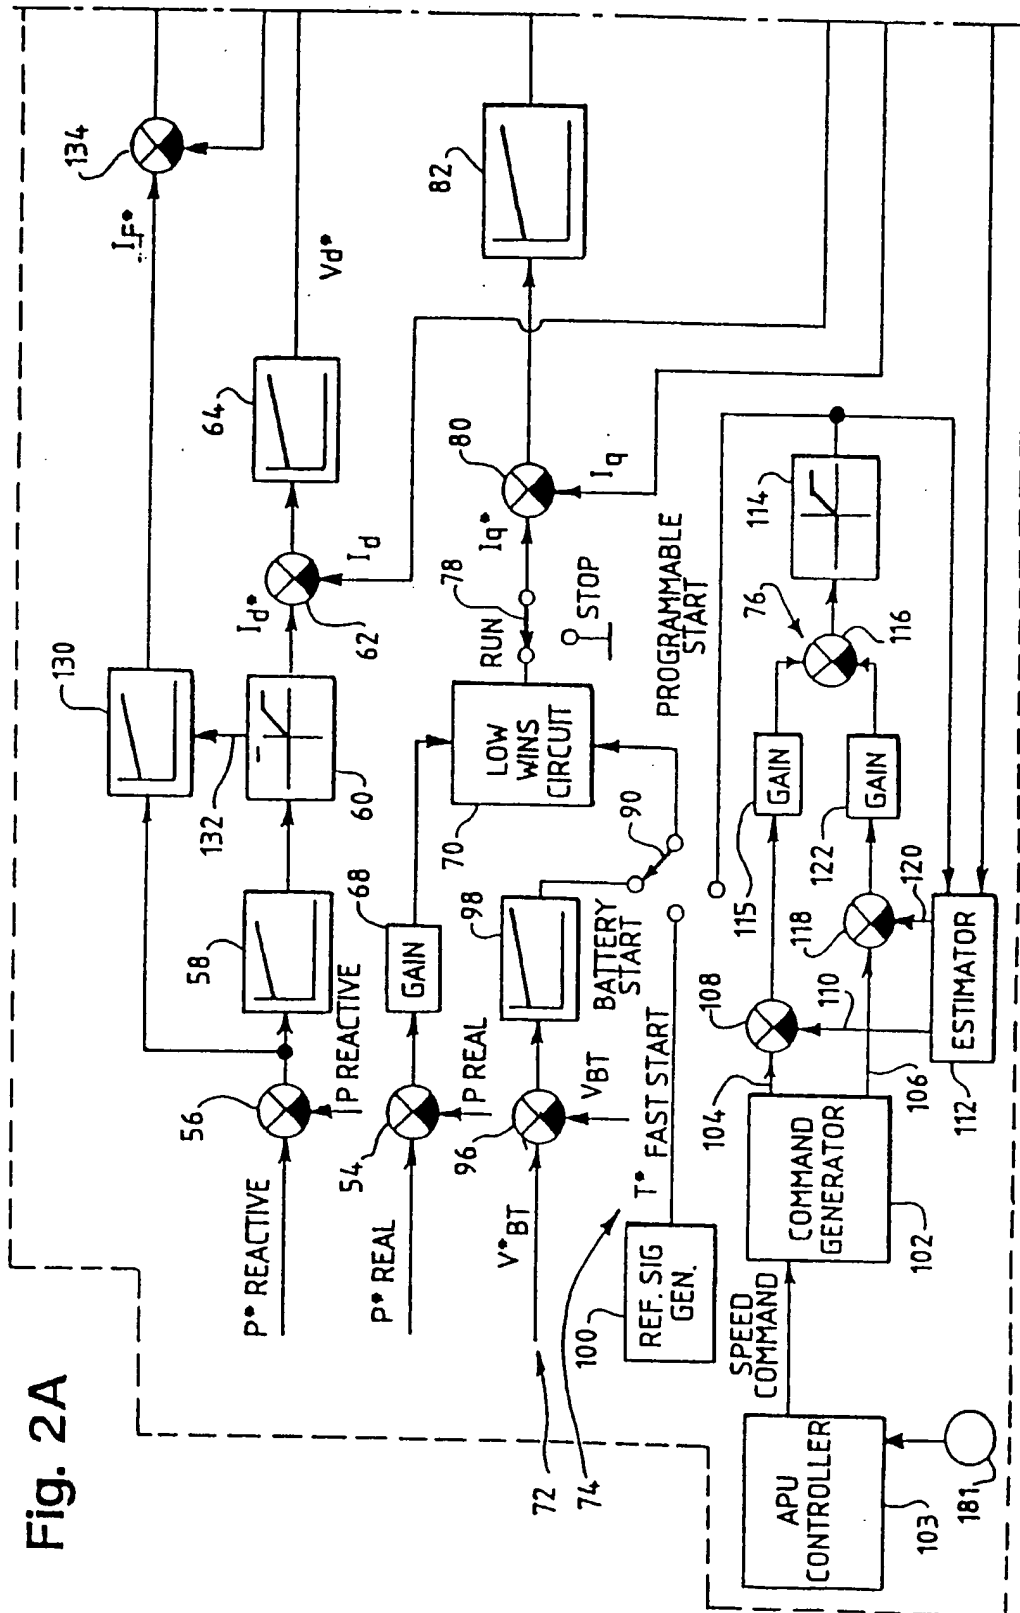 Fig. 2A
134
I_F*
Vd*
64
82
130
132
Id*
Id
62
60
58
56
P REACTIVE
P* REACTIVE
80
Iq*
Iq
78
RUN
STOP
LOW
WINS
CIRCUIT
70
68
GAIN
54
P REAL
P* REAL
90
98
BATTERY
START
96
V*BT
VBT
72
74
PROGRAMMABLE
START
T* FAST START
100
REF. SIG
GEN.
114
76
116
115
GAIN
122
GAIN
118
120
108
110
104
106
ESTIMATOR
112
COMMAND
GENERATOR
102
SPEED
COMMAND
APU
CONTROLLER
103
181